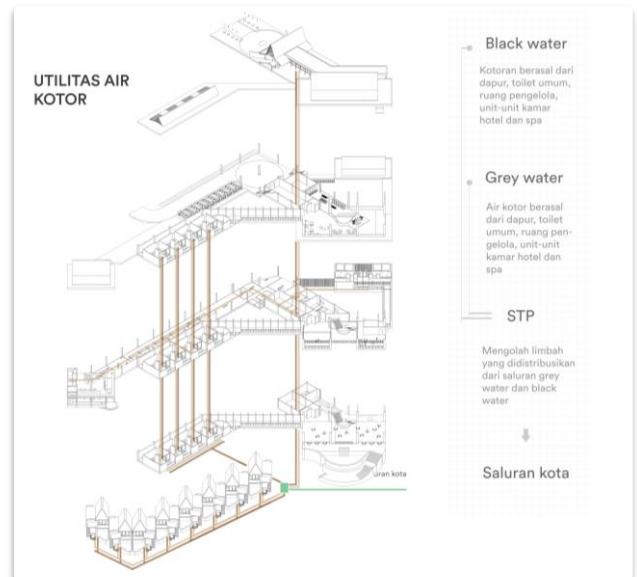 UTILITAS AIR
KOTOR
Black water
Kotoran berasal dari
dapur, toilet umum,
ruang pengelola,
unit-unit kamar
hotel dan spa
Grey water
Air kotor berasal
dari dapur, toilet
umum, ruang pen-
gelola, unit-unit
kamar hotel dan
spa
STP
Mengolah limbah
yang didistribusikan
dari saluran grey
water dan black
water
Saluran kota
uran kota